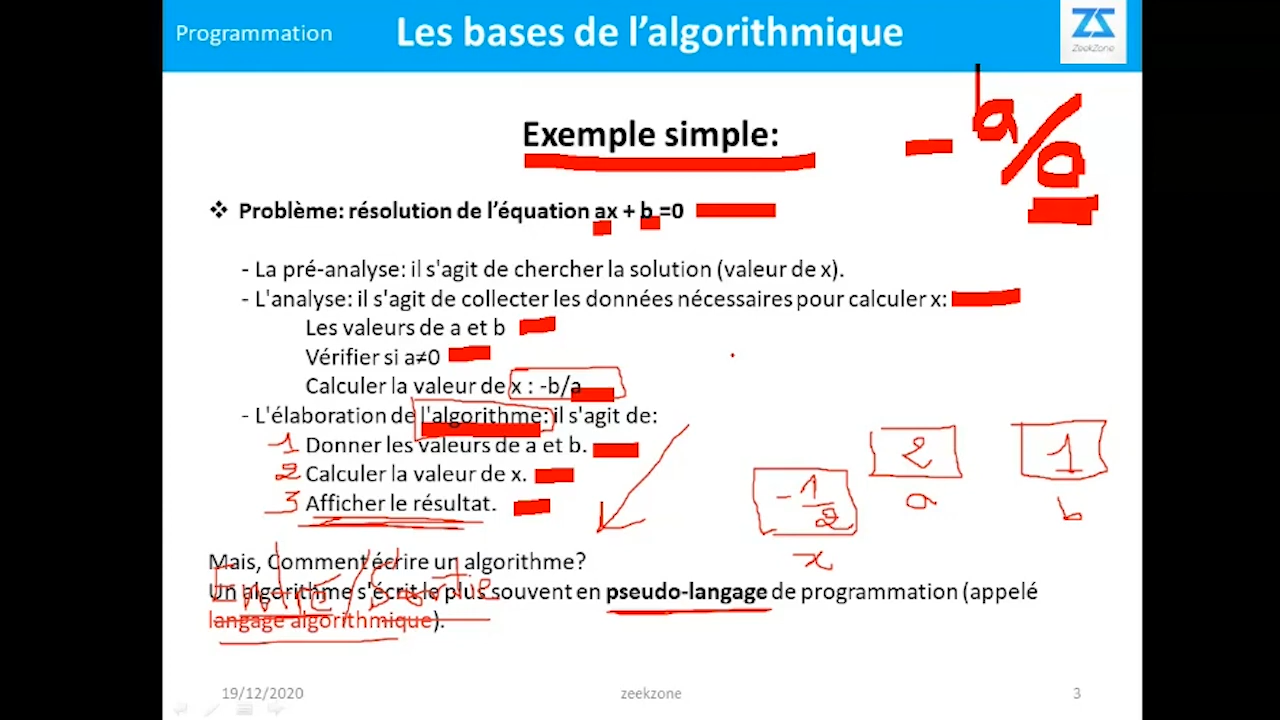 Programmation
Les bases de l'algorithmique
ZS
ZeekZone
- b/a
Exemple simple:
❖ Problème: résolution de l'équation ax + b =0
- La pré-analyse: il s'agit de chercher la solution (valeur de x).
- L'analyse: il s'agit de collecter les données nécessaires pour calculer x:
Les valeurs de a et b
Vérifier si a≠0
Calculer la valeur de x : -b/a
- L'élaboration de l'algorithme: il s'agit de:
1 Donner les valeurs de a et b.
2 Calculer la valeur de x.
3 Afficher le résultat.
2
1
-1/2
a
b
x
Mais, Comment écrire un algorithme?
Entrée/Sortie
Un algorithme s'écrit le plus souvent en pseudo-langage de programmation (appelé
langage algorithmique).
19/12/2020
zeekzone
3